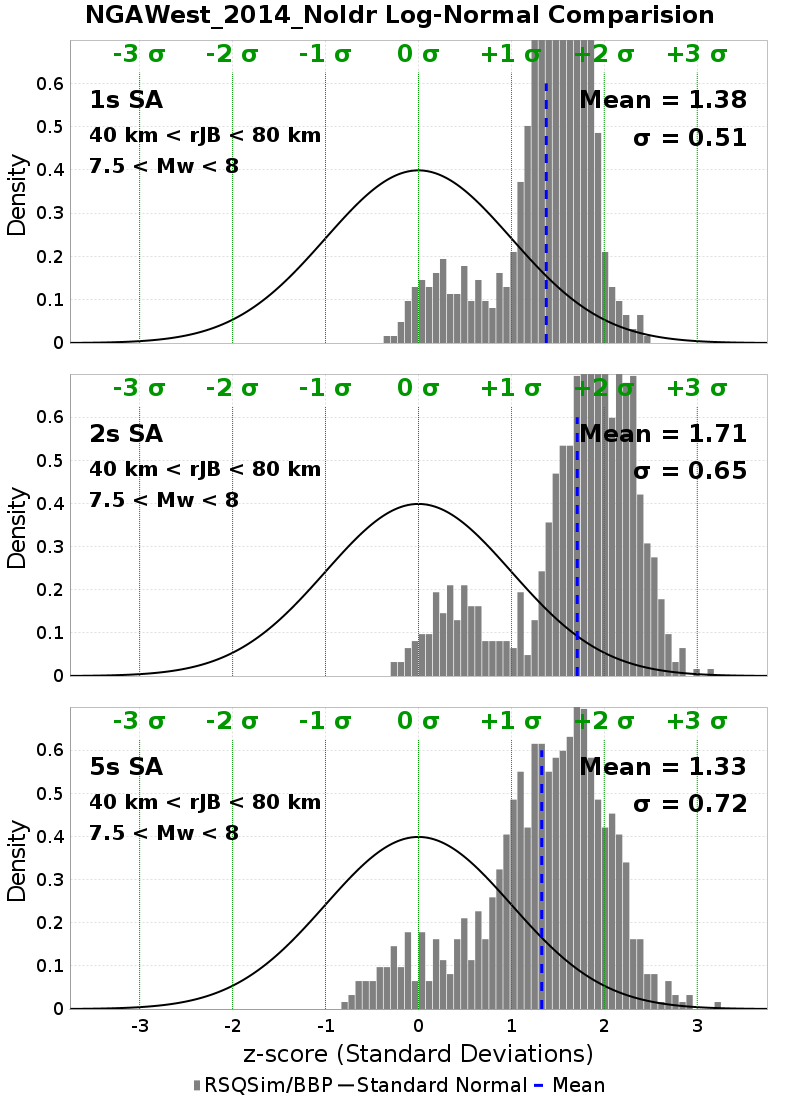 NGAWest_2014_NoIdr Log-Normal Comparision
-3 σ -2 σ -1 σ 0 σ +1 σ +2 σ +3 σ
1s SA
Mean = 1.38
40 km < rJB < 80 km
σ = 0.51
7.5 < Mw < 8
0.6
0.5
0.4
0.3
0.2
0.1
0
Density
-3 σ -2 σ -1 σ 0 σ +1 σ +2 σ +3 σ
2s SA
Mean = 1.71
40 km < rJB < 80 km
σ = 0.65
7.5 < Mw < 8
0.6
0.5
0.4
0.3
0.2
0.1
0
Density
-3 σ -2 σ -1 σ 0 σ +1 σ +2 σ +3 σ
5s SA
Mean = 1.33
40 km < rJB < 80 km
σ = 0.72
7.5 < Mw < 8
0.6
0.5
0.4
0.3
0.2
0.1
0
Density
-3 -2 -1 0 1 2 3
z-score (Standard Deviations)
RSQSim/BBP Standard Normal Mean